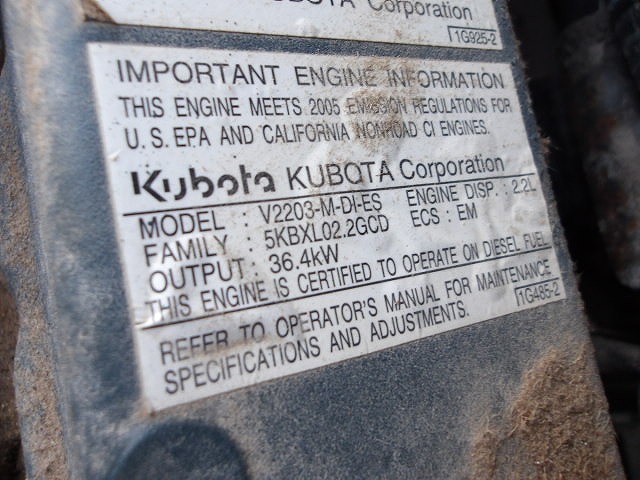 KUBOTA Corporation
1G925-2
IMPORTANT ENGINE INFORMATION
THIS ENGINE MEETS 2005 EMISSION REGULATIONS FOR
U.S. EPA AND CALIFORNIA NONROAD CI ENGINES.
Kubota KUBOTA Corporation
MODEL : V2203-M-DI-ES ENGINE DISP. : 2.2L
FAMILY : 5KBXL02.2GCD ECS : EM
OUTPUT : 36.4kW
THIS ENGINE IS CERTIFIED TO OPERATE ON DIESEL FUEL
REFER TO OPERATOR'S MANUAL FOR MAINTENANCE
SPECIFICATIONS AND ADJUSTMENTS. 1G485-2